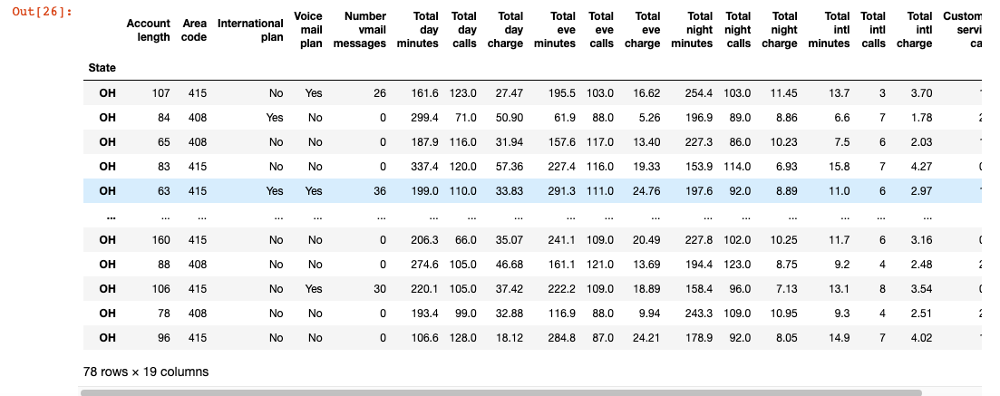 Out[26]:
Account length Area code International plan Voice mail plan Number vmail messages Total day minutes Total day calls Total day charge Total eve minutes Total eve calls Total eve charge Total night minutes Total night calls Total night charge Total intl minutes Total intl calls Total intl charge
State
OH 107 415 No Yes 26 161.6 123.0 27.47 195.5 103.0 16.62 254.4 103.0 11.45 13.7 3 3.70
OH 84 408 Yes No 0 299.4 71.0 50.90 61.9 88.0 5.26 196.9 89.0 8.86 6.6 7 1.78
OH 65 408 No No 0 187.9 116.0 31.94 157.6 117.0 13.40 227.3 86.0 10.23 7.5 6 2.03
OH 83 415 No No 0 337.4 120.0 57.36 227.4 116.0 19.33 153.9 114.0 6.93 15.8 7 4.27
OH 63 415 Yes Yes 36 199.0 110.0 33.83 291.3 111.0 24.76 197.6 92.0 8.89 11.0 6 2.97
... ... ... ... ... ... ... ... ... ... ... ... ... ... ... ... ... ...
OH 160 415 No No 0 206.3 66.0 35.07 241.1 109.0 20.49 227.8 102.0 10.25 11.7 6 3.16
OH 88 408 No No 0 274.6 105.0 46.68 161.1 121.0 13.69 194.4 123.0 8.75 9.2 4 2.48
OH 106 415 No Yes 30 220.1 105.0 37.42 222.2 109.0 18.89 158.4 96.0 7.13 13.1 8 3.54
OH 78 408 No No 0 193.4 99.0 32.88 116.9 88.0 9.94 243.3 109.0 10.95 9.3 4 2.51
OH 96 415 No No 0 106.6 128.0 18.12 284.8 87.0 24.21 178.9 92.0 8.05 14.9 7 4.02
78 rows × 19 columns